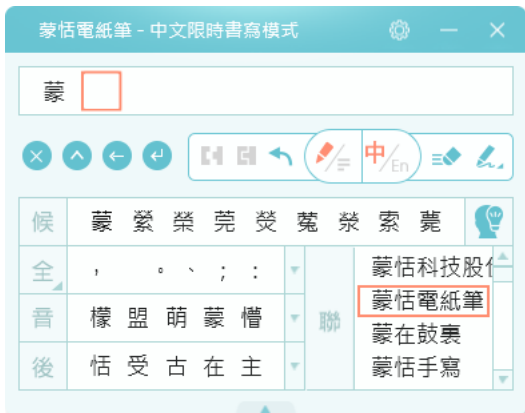 蒙恬電紙筆 - 中文限時書寫模式
蒙
中/En
候 蒙 縈 榮 莞 熒 蒬 滎 索 薨
全 , 。 、 ; :
音 檬 盟 萌 蒙 懵
後 恬 受 古 在 主
聯
蒙恬科技股份
蒙恬電紙筆
蒙在鼓裏
蒙恬手寫